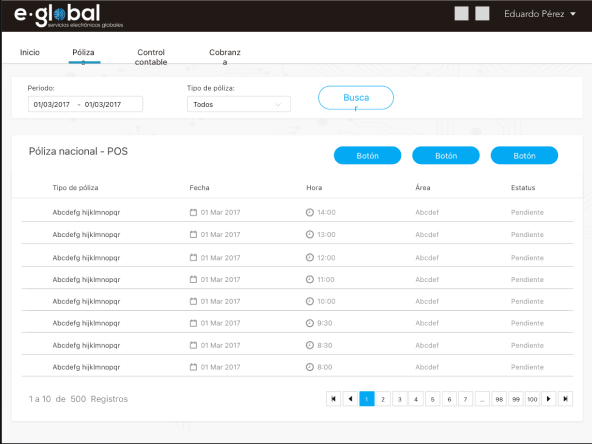 e·global
servicios electrónicos globales
Eduardo Pérez
Inicio
Póliza
s
Control
contable
Cobranz
a
Periodo:
Tipo de póliza:
01/03/2017 - 01/03/2017
Todos
Busca
r
Póliza nacional - POS
Botón
Botón
Botón
Tipo de póliza Fecha Hora Área Estatus
Abcdefg hijklmnopqr 01 Mar 2017 14:00 Abcdef Pendiente
Abcdefg hijklmnopqr 01 Mar 2017 13:00 Abcdef Pendiente
Abcdefg hijklmnopqr 01 Mar 2017 12:00 Abcdef Pendiente
Abcdefg hijklmnopqr 01 Mar 2017 11:00 Abcdef Pendiente
Abcdefg hijklmnopqr 01 Mar 2017 10:00 Abcdef Pendiente
Abcdefg hijklmnopqr 01 Mar 2017 9:30 Abcdef Pendiente
Abcdefg hijklmnopqr 01 Mar 2017 8:30 Abcdef Pendiente
Abcdefg hijklmnopqr 01 Mar 2017 8:00 Abcdef Pendiente
1 a 10 de 500 Registros
1 2 3 4 5 6 7 ... 98 99 100